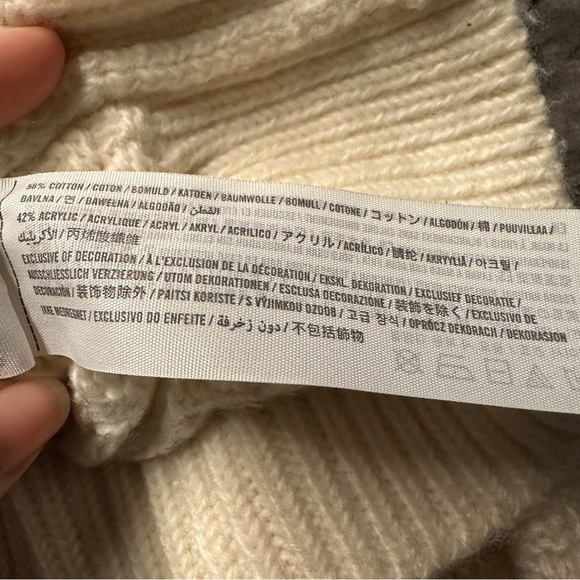 58% COTTON / COTON / BOMULD / KATOEN / BAUMWOLLE / BOMULL / COTONE / コットン / ALGODÓN / 棉 / PUUVILLAA /
BAVLNA / 면 / BAWEŁNA / ALGODÃO / القطن /
42% ACRYLIC / ACRYLIQUE / ACRYL / AKRYL / ACRILICO / アクリル / ACRÍLICO / 腈纶 / AKRYYLIÄ / 아크릴 /
الأكريليك / 丙烯酸纖維
EXCLUSIVE OF DECORATION / À L'EXCLUSION DE LA DÉCORATION / EKSKL. DEKORATION / EXCLUSIEF DECORATIE /
AUSSCHLIESSLICH VERZIERUNG / UTOM DEKORATIONEN / ESCLUSA DECORAZIONE / 装飾を除く / EXCLUSIVO DE
DECORACIÓN / 装饰物除外 / PAITSI KORISTE / S VÝJIMKOU OZDOB / 고급 장식 / OPRÓCZ DEKORACJI / DEKORASJON
IKKE MEDREGNET / EXCLUSIVO DO ENFEITE / دون زخرفة / 不包括飾物